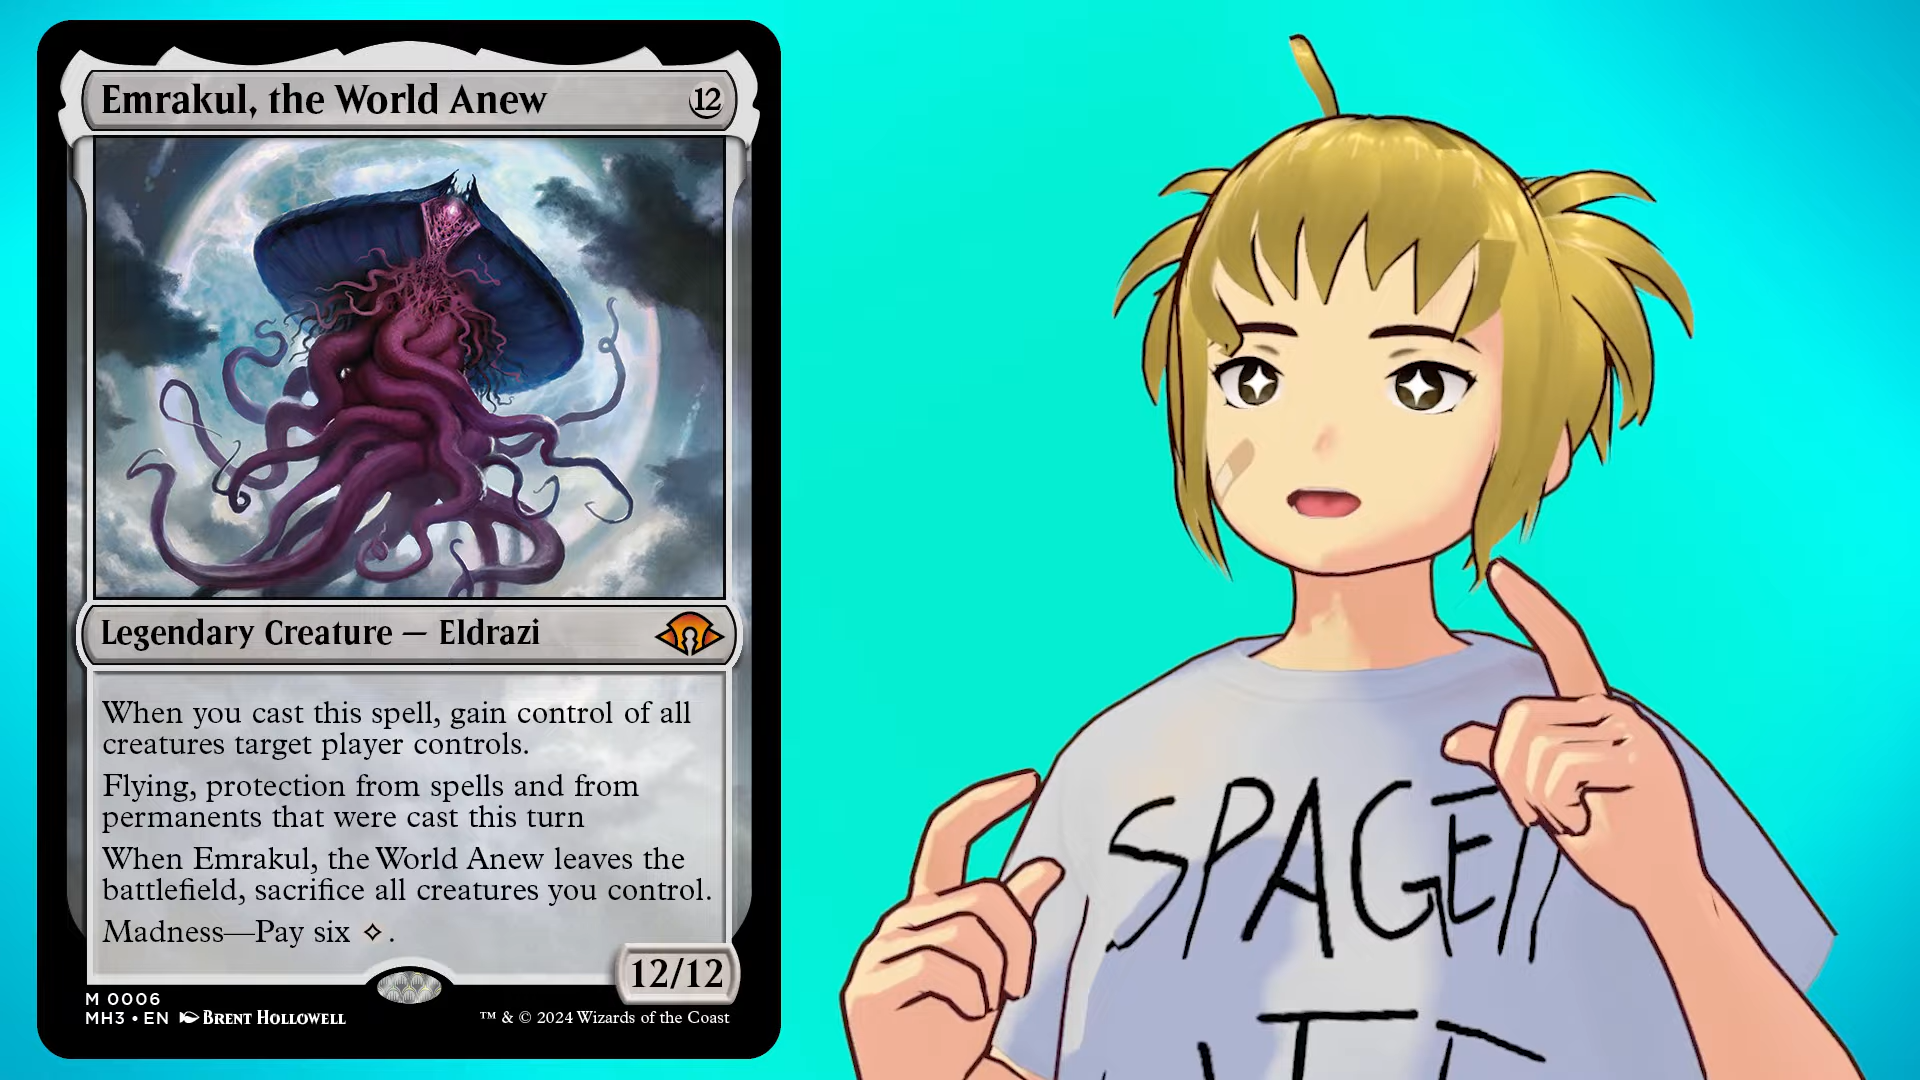 Emrakul, the World Anew
12
Legendary Creature — Eldrazi
When you cast this spell, gain control of all
creatures target player controls.
Flying, protection from spells and from
permanents that were cast this turn
When Emrakul, the World Anew leaves the
battlefield, sacrifice all creatures you control.
Madness—Pay six .
12/12
M 0006
MH3 • EN BRENT HOLLOWELL
™ & © 2024 Wizards of the Coast